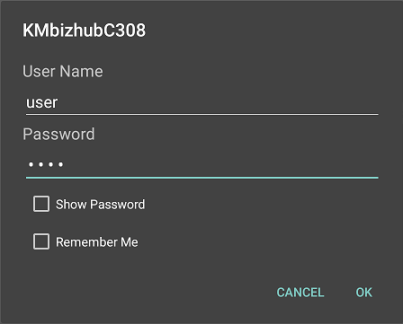 KMbizhubC308
User Name
user
Password
••••
Show Password
Remember Me
CANCEL OK